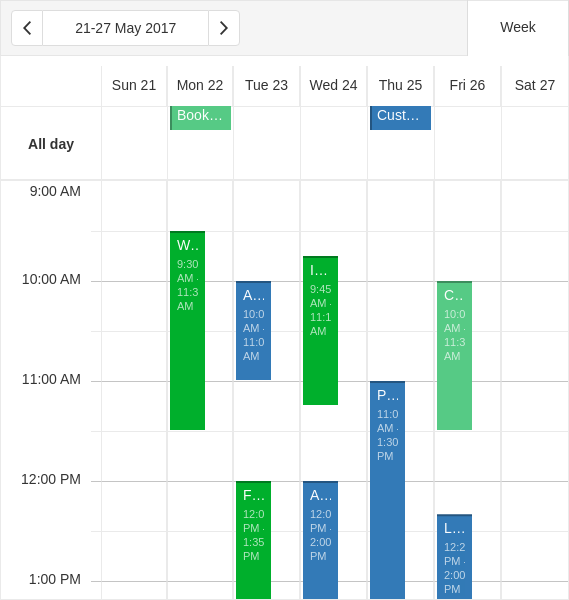 21-27 May 2017
Week
Sun 21
Mon 22
Tue 23
Wed 24
Thu 25
Fri 26
Sat 27
All day
Book...
Cust...
9:00 AM
10:00 AM
11:00 AM
12:00 PM
1:00 PM
W...
9:30
AM -
11:3
AM
A...
10:0
AM -
11:0
AM
F...
12:0
PM -
1:35
PM
I...
9:45
AM -
11:1
AM
A...
12:0
PM -
2:00
PM
P...
11:0
AM -
1:30
PM
C...
10:0
AM -
11:3
AM
L...
12:2
PM -
2:00
PM